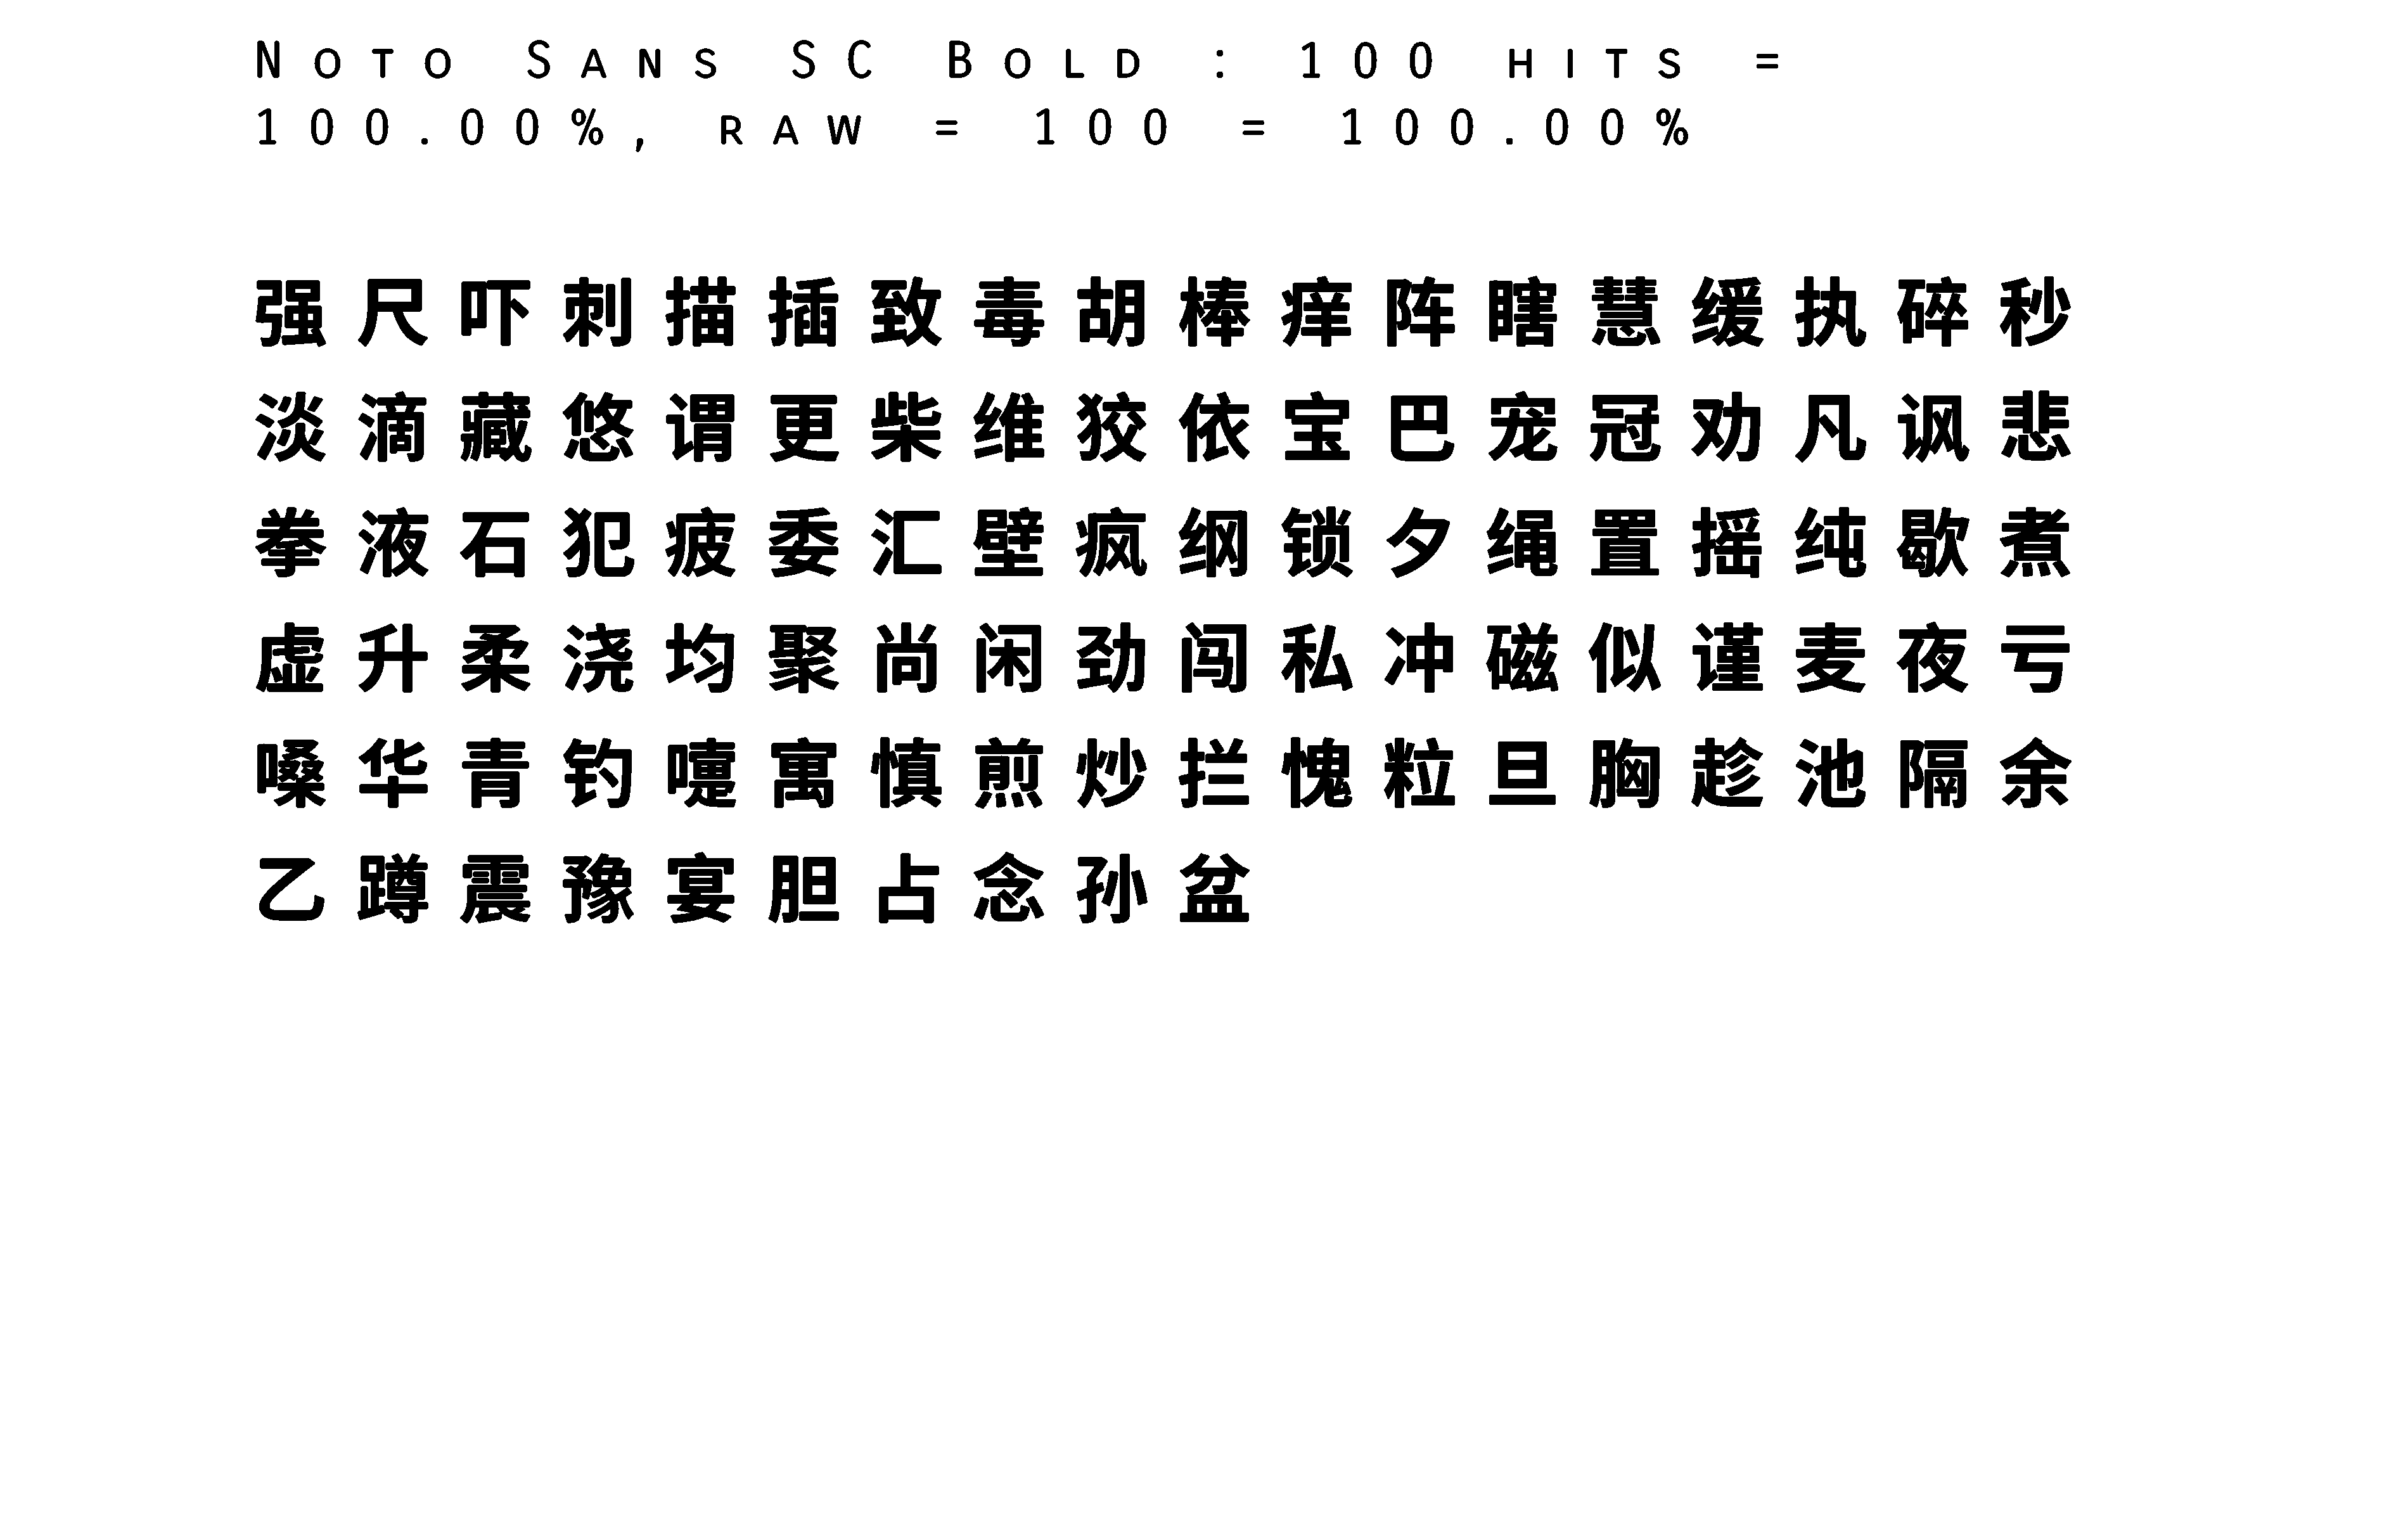 Noto Sans SC Bold : 100 hits =
100.00%, raw = 100 = 100.00%
强尺吓刺描插致毒胡棒痒阵瞎慧缓执碎秒
淡滴藏悠谓更柴维狡依宝巴宠冠劝凡讽悲
拳液石犯疲委汇壁疯纲锁夕绳置摇纯歇煮
虚升柔浇均聚尚闲劲闯私冲磁似谨麦夜亏
嗓华青钓嚏寓慎煎炒拦愧粒旦胸趁池隔余
乙蹲震豫宴胆占念孙盆